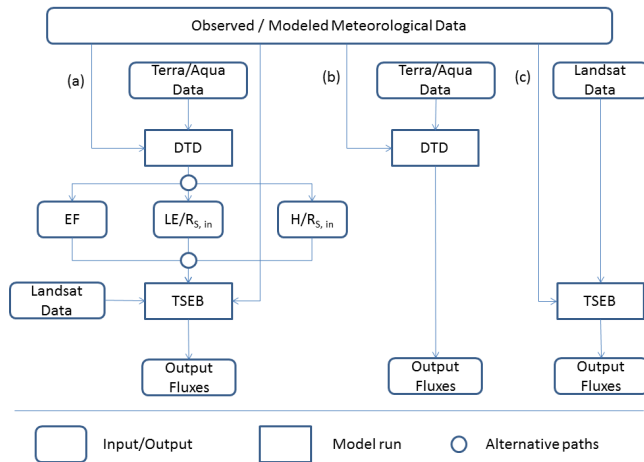 Observed / Modeled Meteorological Data
(a)
(b)
(c)
Terra/Aqua
Data
Terra/Aqua
Data
Landsat
Data
DTD
DTD
EF
LE/RS, in
H/RS, in
Landsat
Data
TSEB
TSEB
Output
Fluxes
Output
Fluxes
Output
Fluxes
Input/Output
Model run
Alternative paths